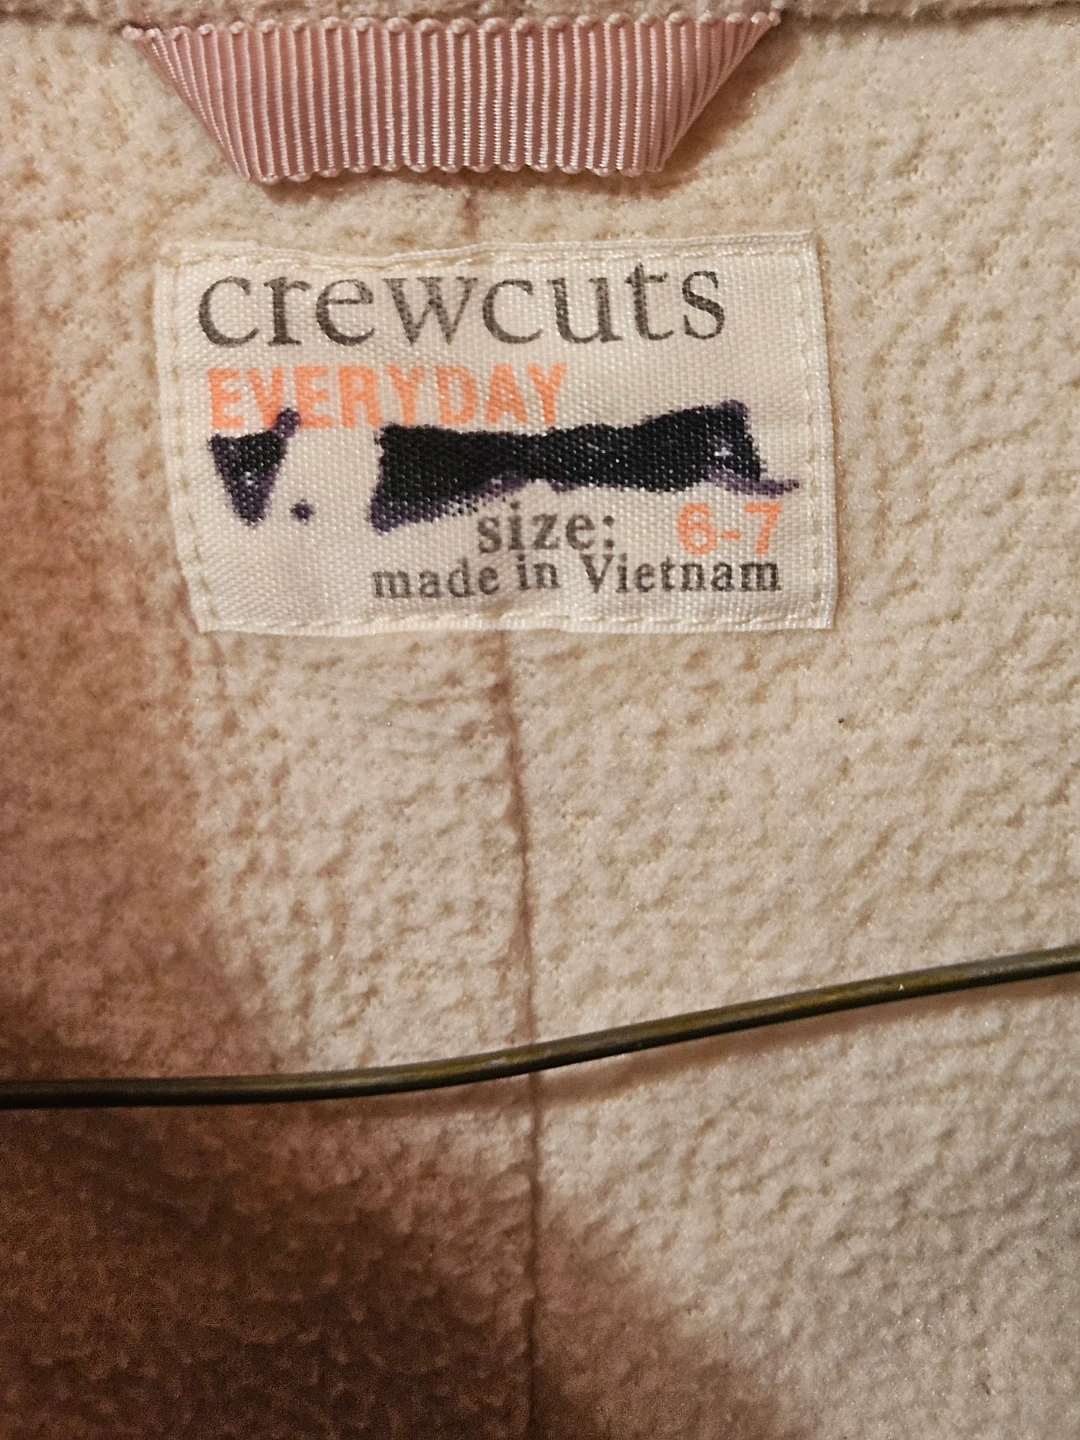 crewcuts
EVERYDAY
size: 6-7
made in Vietnam